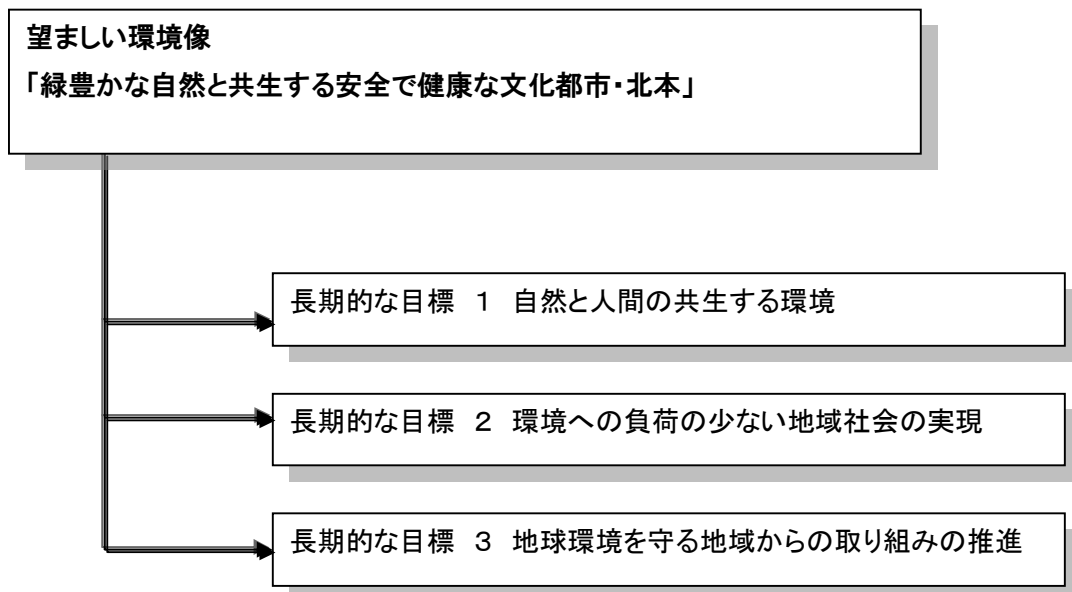 望ましい環境像
「緑豊かな自然と共生する安全で健康な文化都市・北本」
長期的な目標　１　自然と人間の共生する環境
長期的な目標　２　環境への負荷の少ない地域社会の実現
長期的な目標　３　地球環境を守る地域からの取り組みの推進